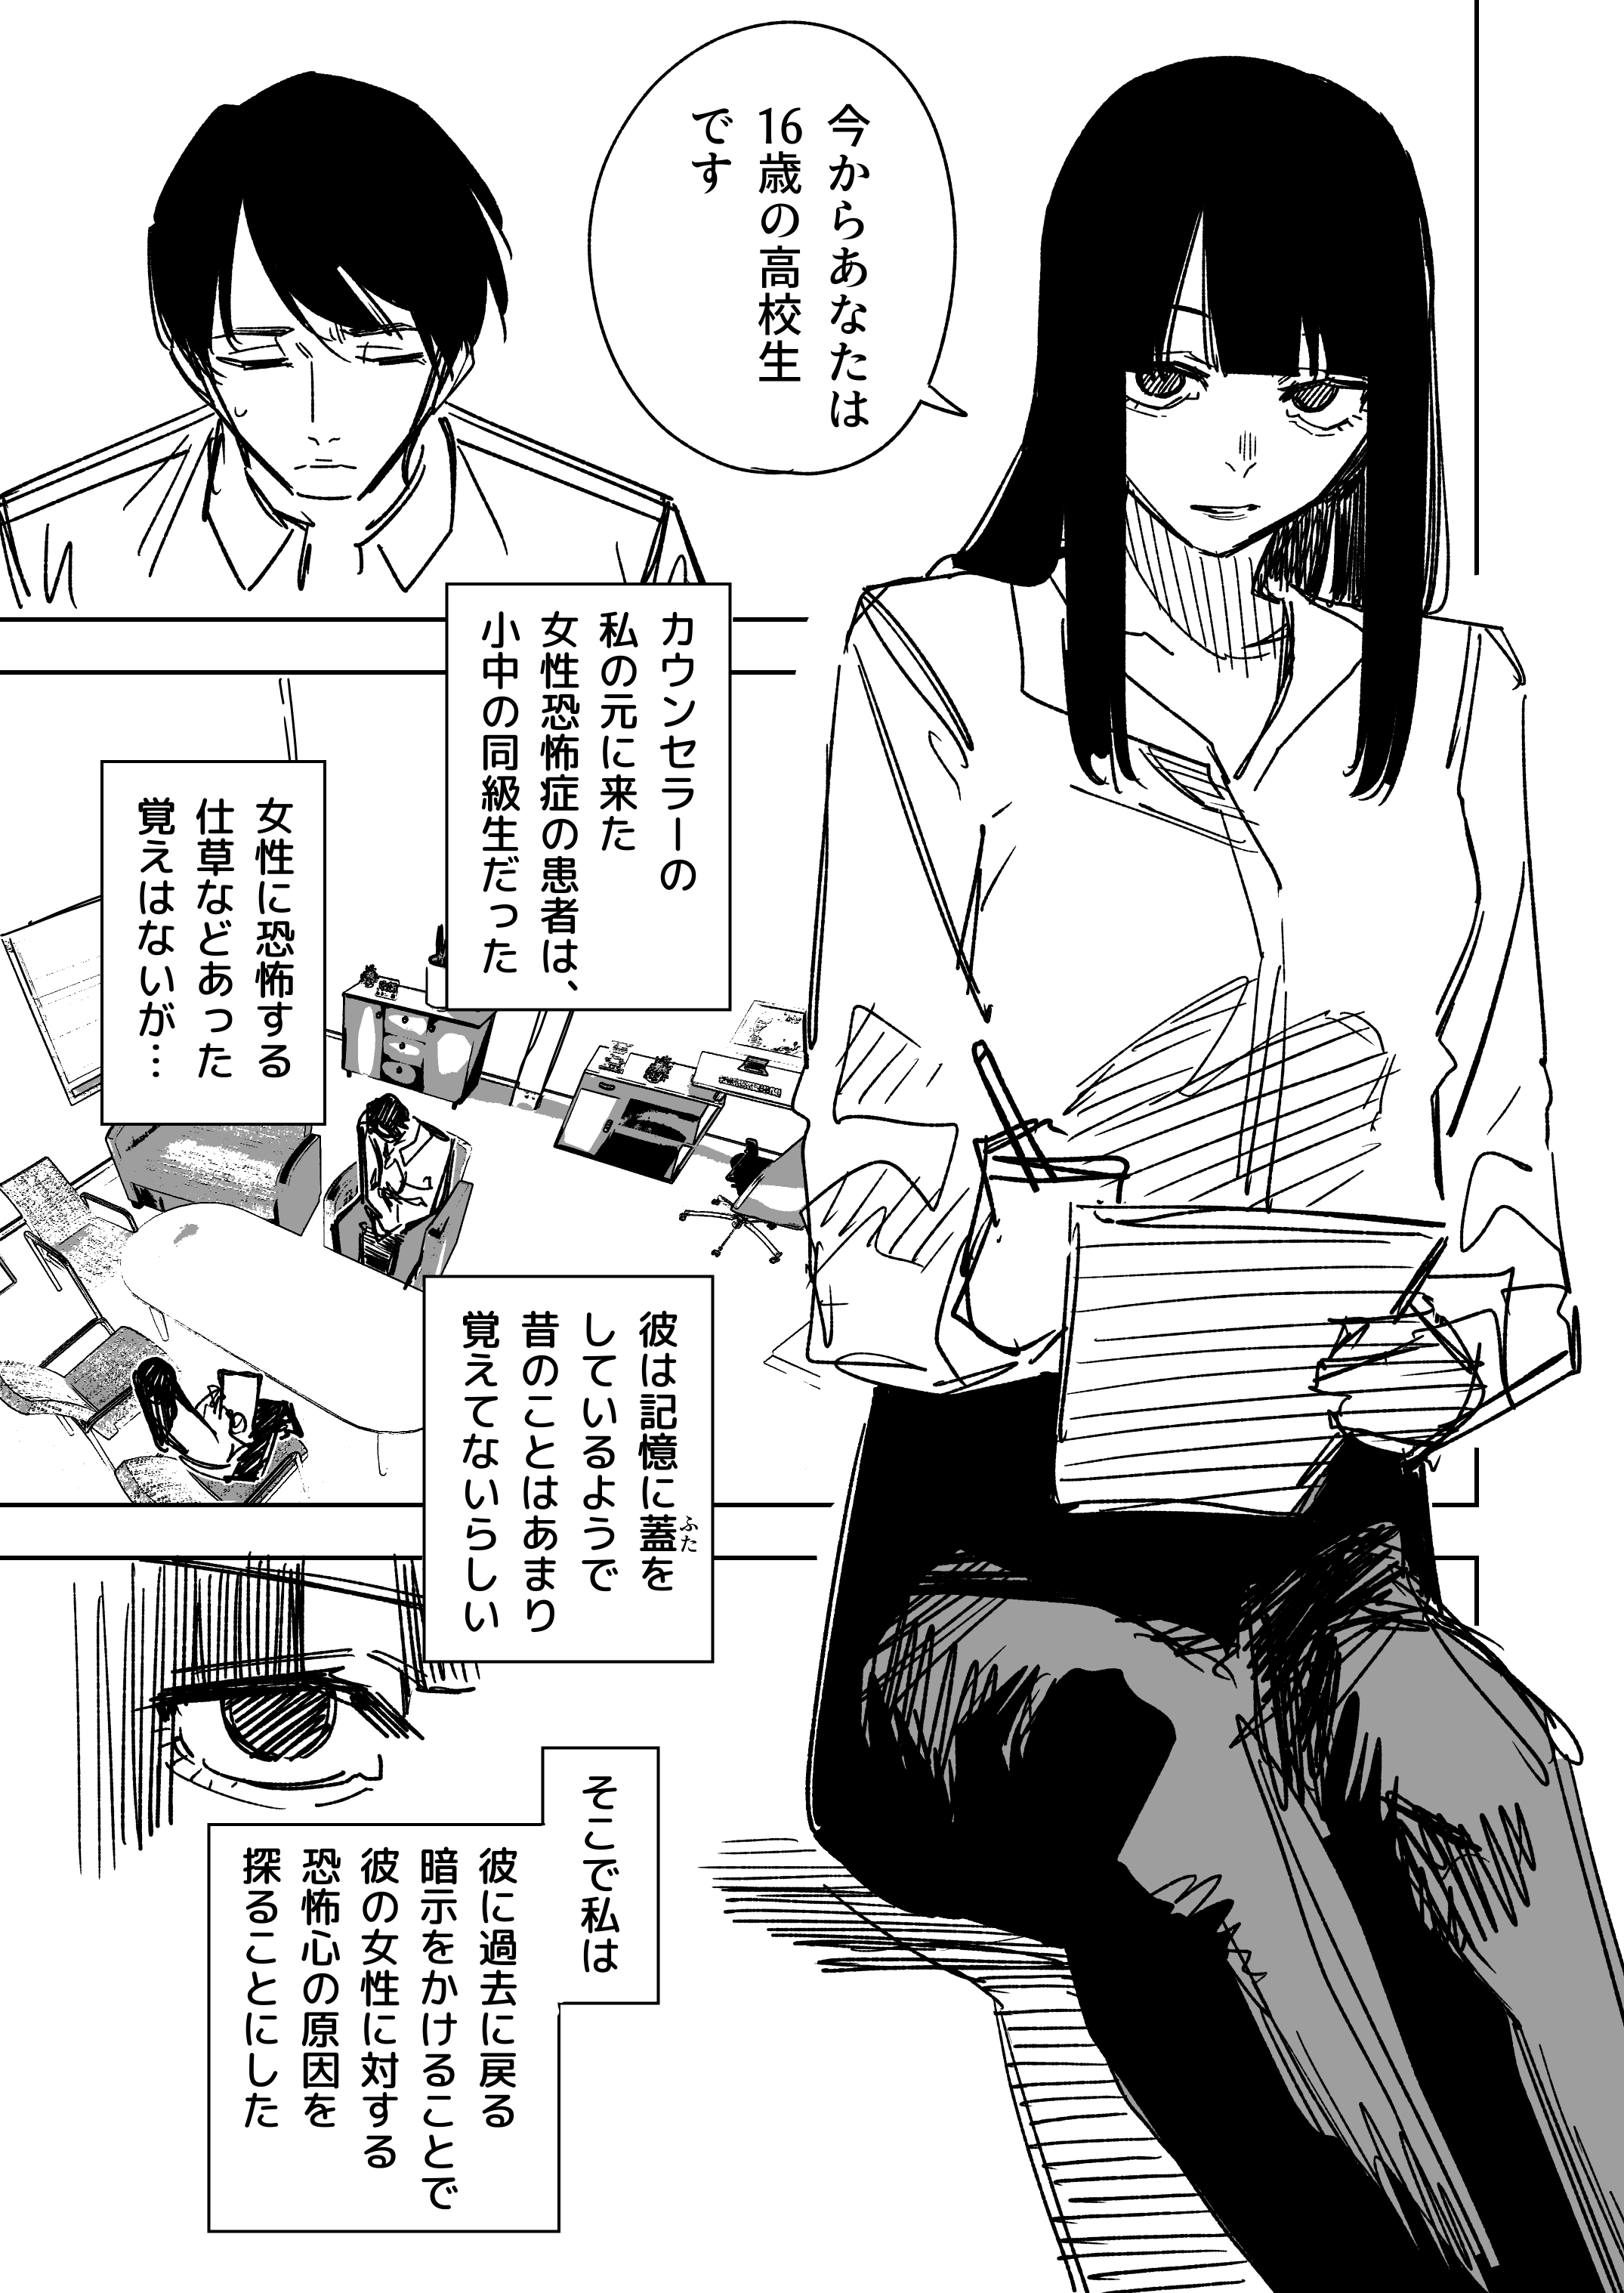 今からあなたは
16歳の高校生
です
カウンセラーの
私の元に来た
女性恐怖症の患者は、
小中の同級生だった
女性に恐怖する
仕草などあった
覚えはないが…
彼は記憶に蓋を
ふた
しているようで
昔のことはあまり
覚えてないらしい
そこで私は
彼に過去に戻る
暗示をかけることで
彼の女性に対する
恐怖心の原因を
探ることにした